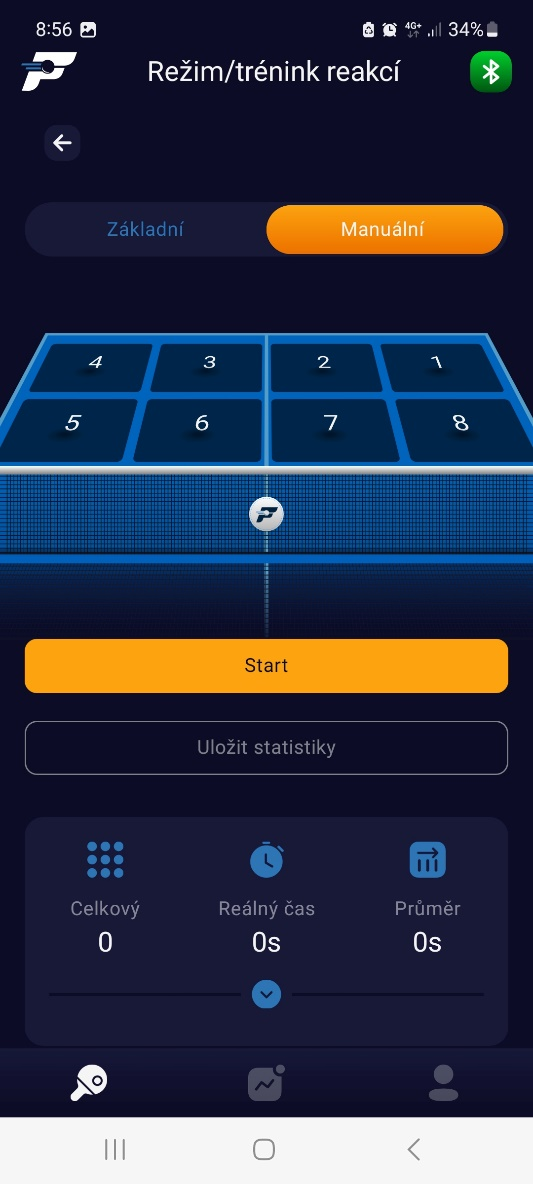 8:56
4G+
34%
Režim/trénink reakcí
Základní
Manuální
4 3 2 1
5 6 7 8
Start
Uložit statistiky
Celkový Reálný čas Průměr
0 0s 0s